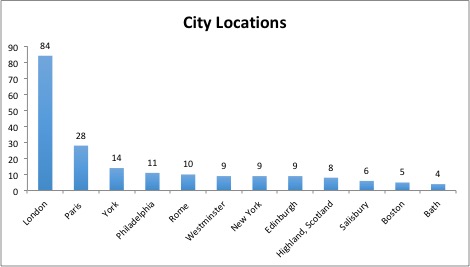 City Locations
90
80
70
60
50
40
30
20
10
0
84
28
14
11
10
9
9
9
8
6
5
4
London
Paris
York
Philadelphia
Rome
Westminster
New York
Edinburgh
Highland, Scotland
Salisbury
Boston
Bath